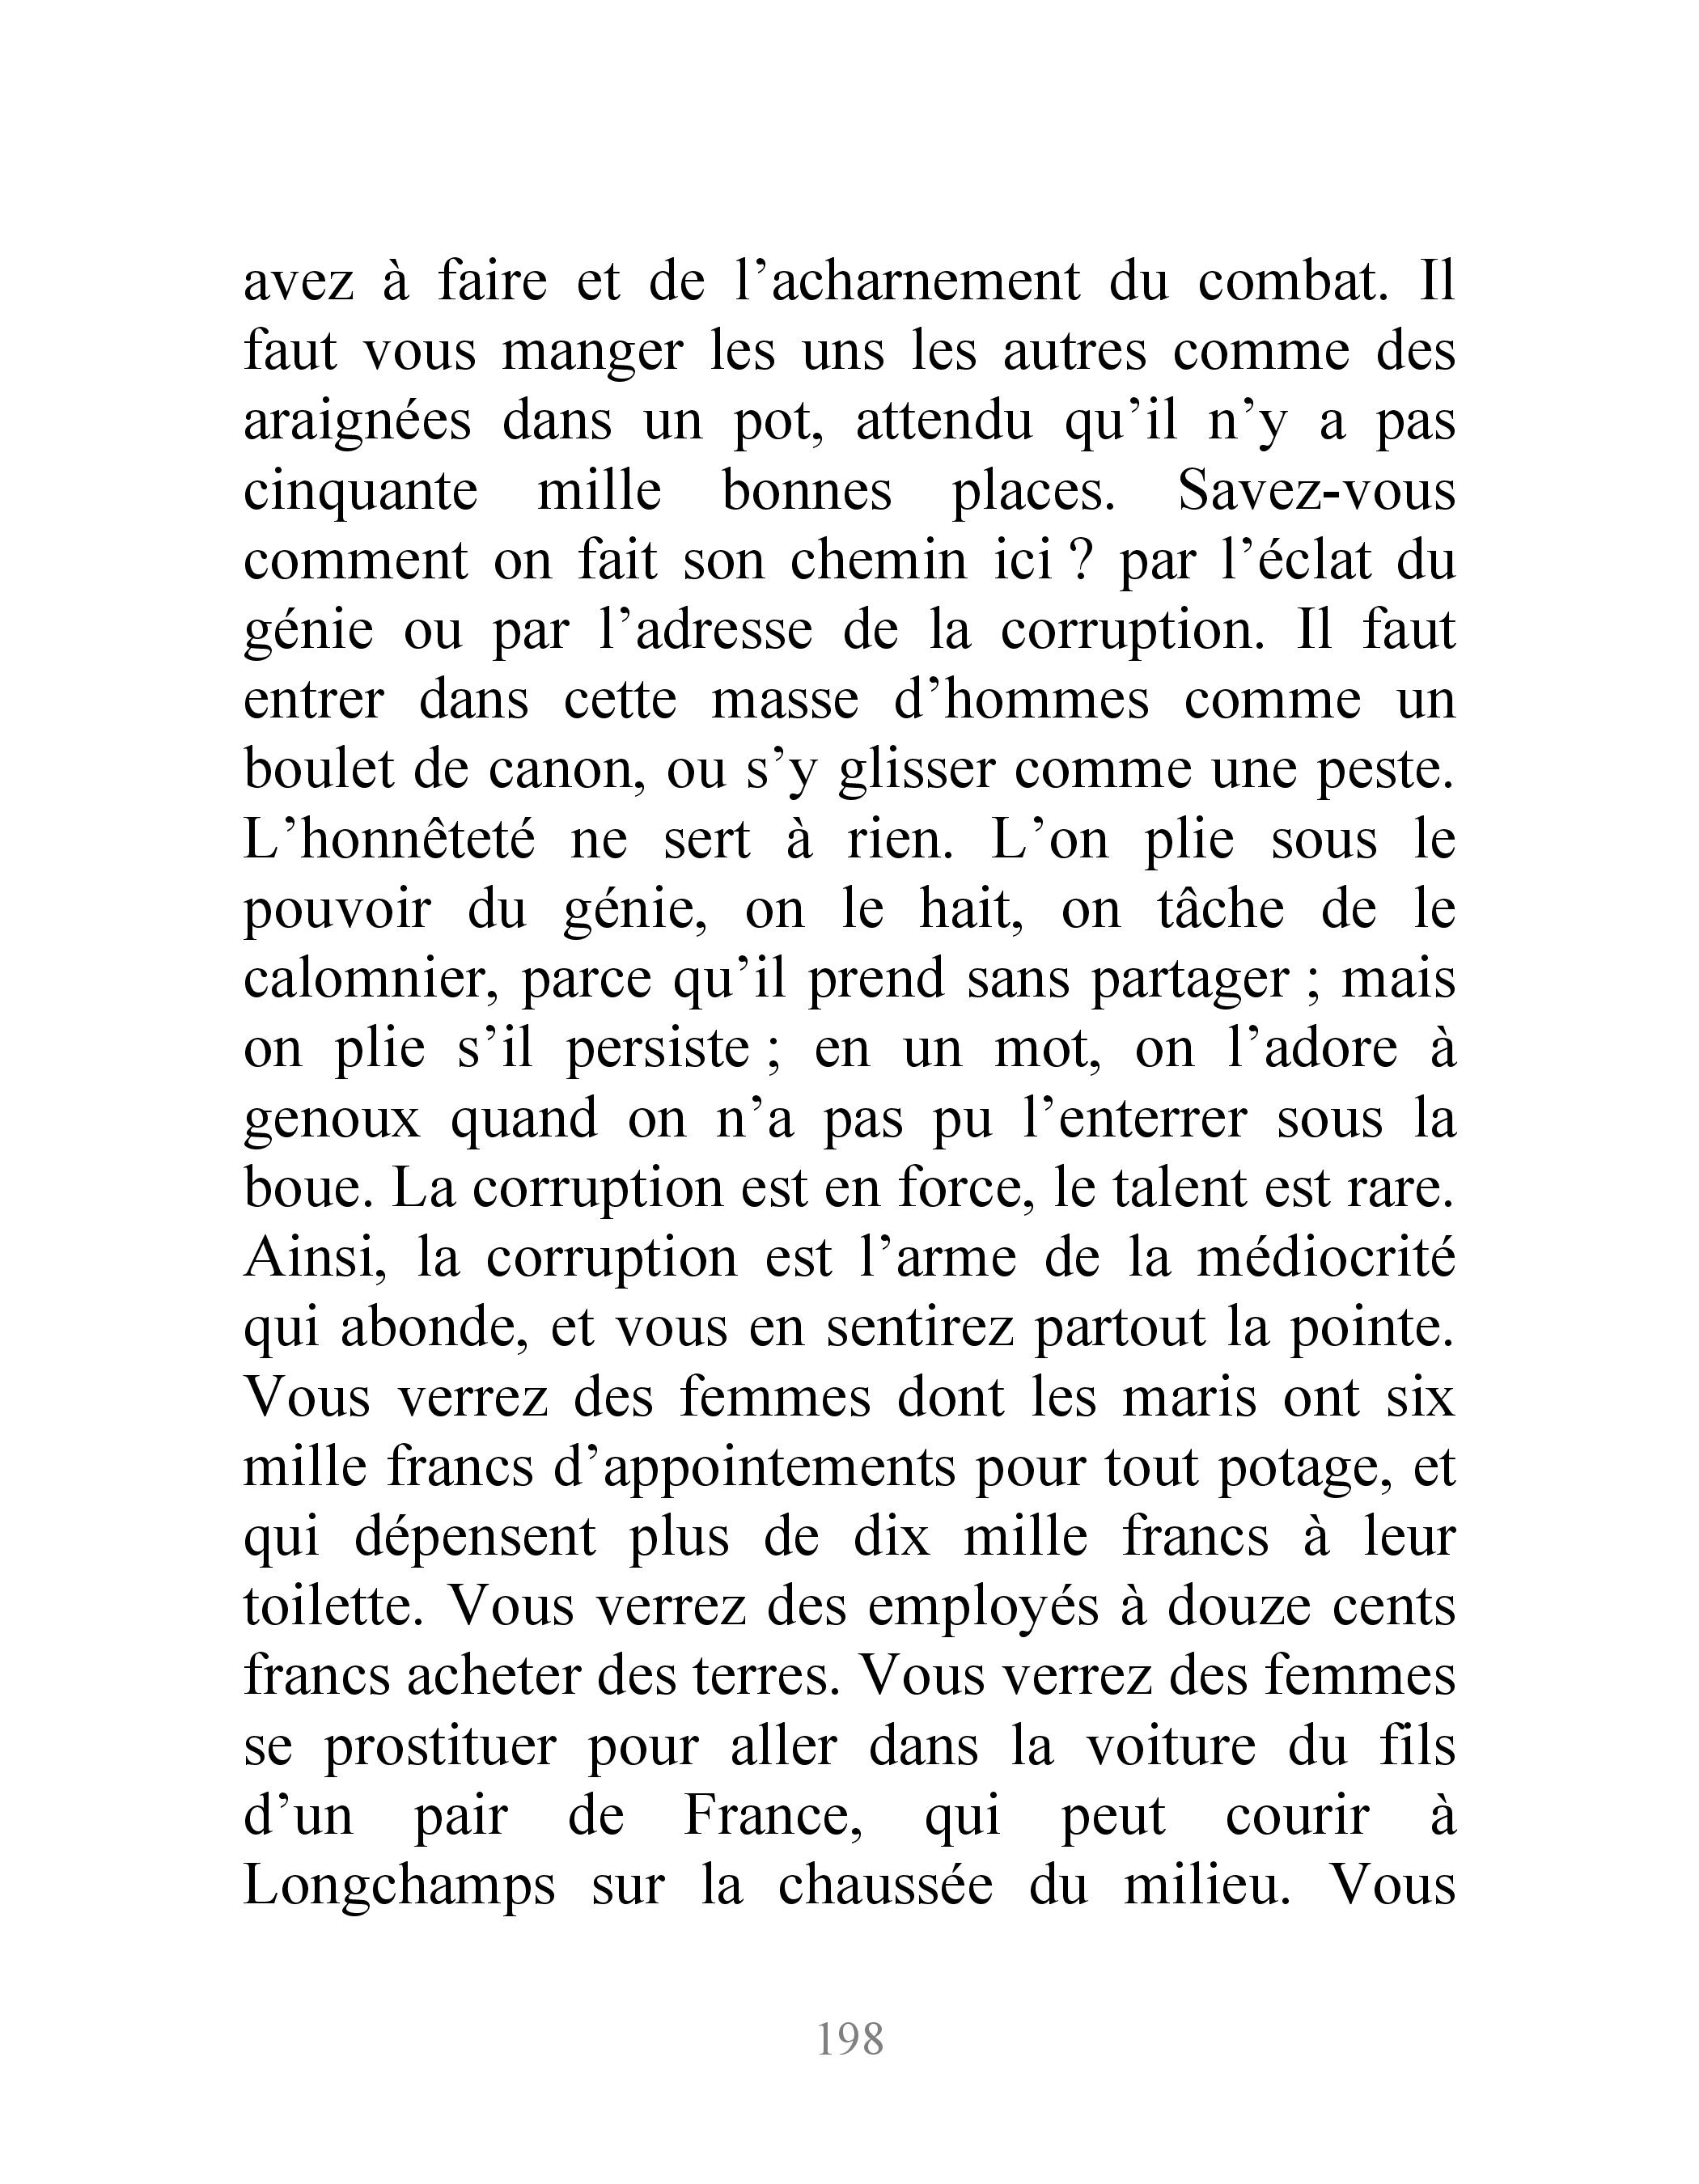 avez à faire et de l’acharnement du combat. Il
faut vous manger les uns les autres comme des
araignées dans un pot, attendu qu’il n’y a pas
cinquante mille bonnes places. Savez-vous
comment on fait son chemin ici ? par l’éclat du
génie ou par l’adresse de la corruption. Il faut
entrer dans cette masse d’hommes comme un
boulet de canon, ou s’y glisser comme une peste.
L’honnêteté ne sert à rien. L’on plie sous le
pouvoir du génie, on le hait, on tâche de le
calomnier, parce qu’il prend sans partager ; mais
on plie s’il persiste ; en un mot, on l’adore à
genoux quand on n’a pas pu l’enterrer sous la
boue. La corruption est en force, le talent est rare.
Ainsi, la corruption est l’arme de la médiocrité
qui abonde, et vous en sentirez partout la pointe.
Vous verrez des femmes dont les maris ont six
mille francs d’appointements pour tout potage, et
qui dépensent plus de dix mille francs à leur
toilette. Vous verrez des employés à douze cents
francs acheter des terres. Vous verrez des femmes
se prostituer pour aller dans la voiture du fils
d’un pair de France, qui peut courir à
Longchamps sur la chaussée du milieu. Vous
198